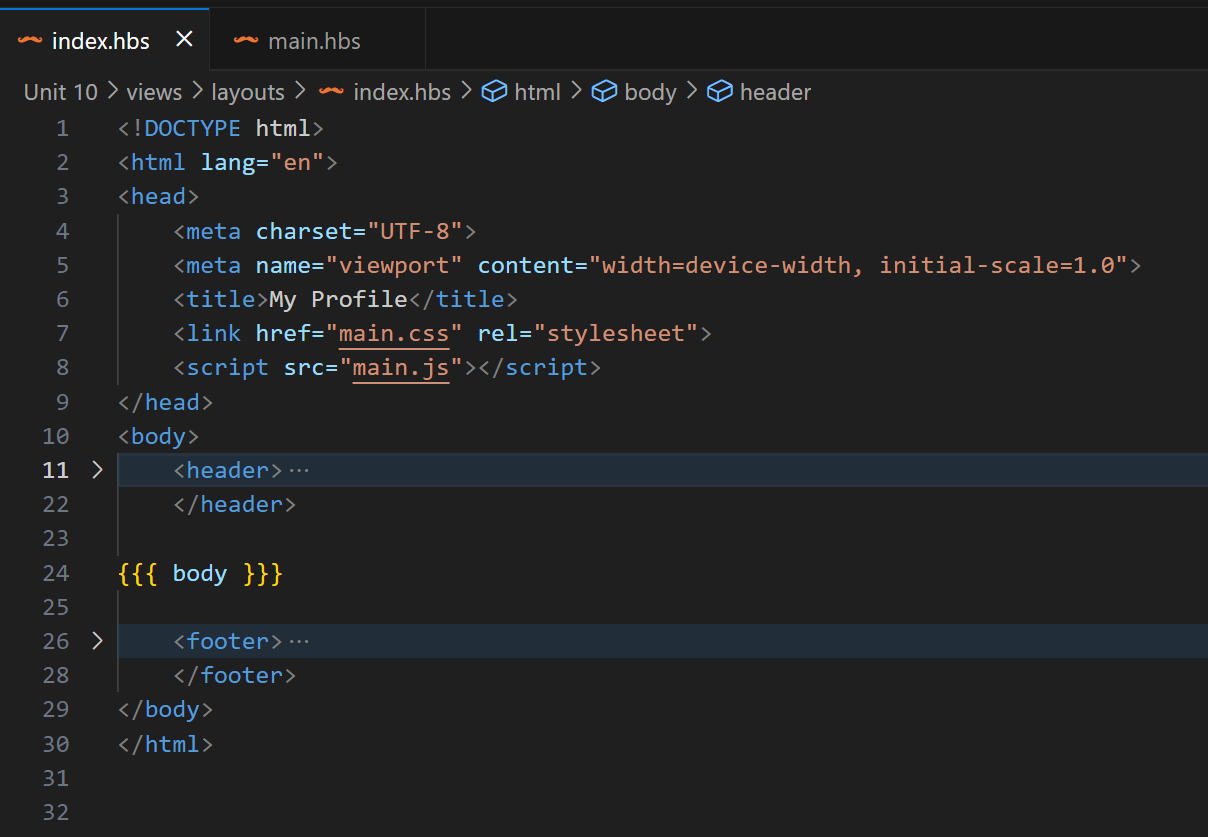 index.hbs × main.hbs
Unit 10 > views > layouts > index.hbs > html > body > header
1 <!DOCTYPE html>
2 <html lang="en">
3 <head>
4     <meta charset="UTF-8">
5     <meta name="viewport" content="width=device-width, initial-scale=1.0">
6     <title>My Profile</title>
7     <link href="main.css" rel="stylesheet">
8     <script src="main.js"></script>
9 </head>
10 <body>
11 >     <header>···
22     </header>
23
24 {{{ body }}}
25
26 >     <footer>···
28     </footer>
29 </body>
30 </html>
31
32